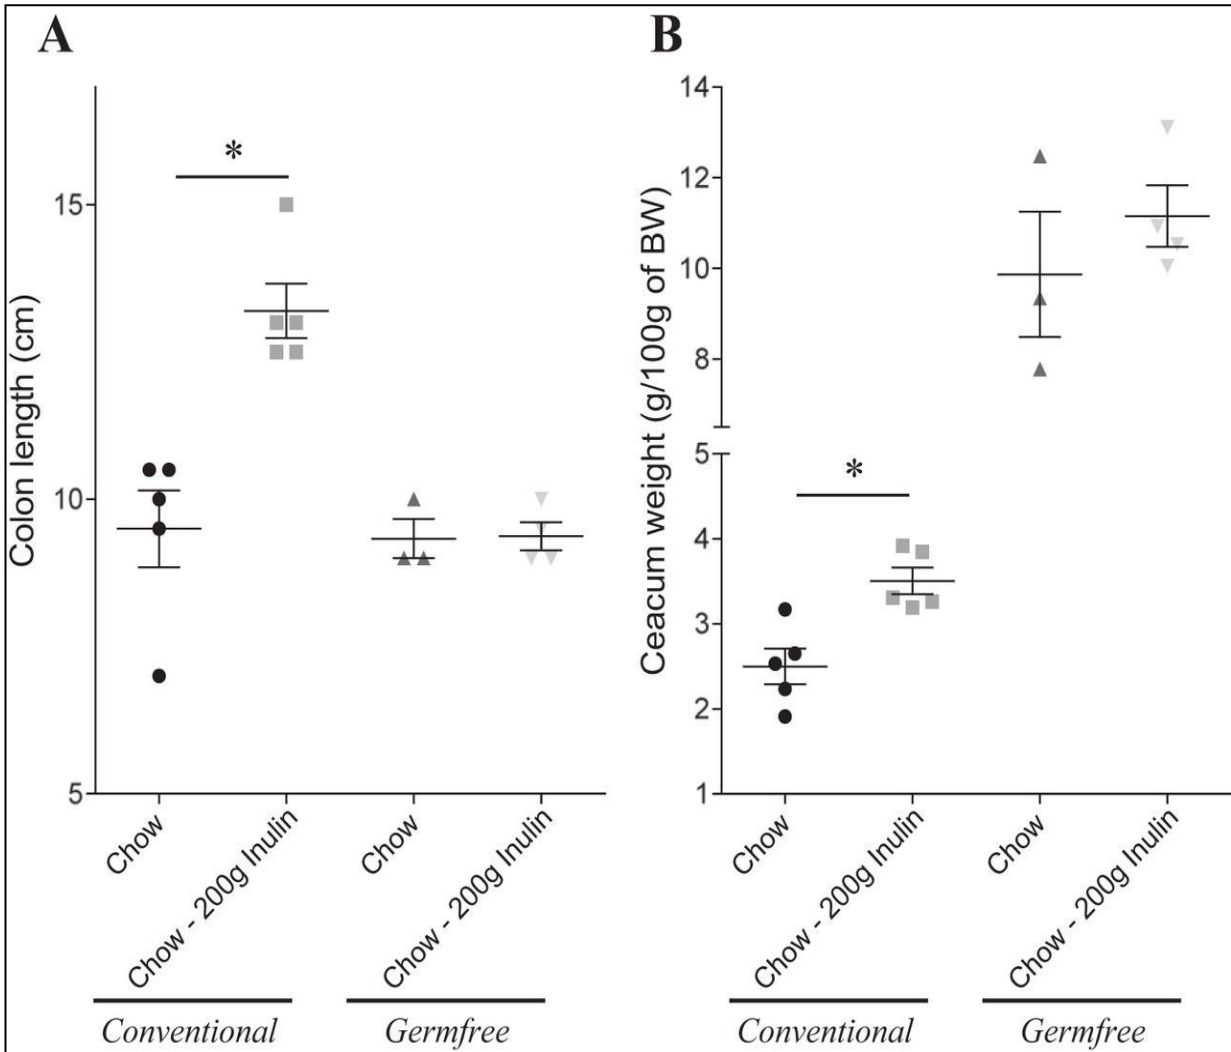 A
Colon length (cm)
*
15
10
5
Chow
Chow - 200g Inulin
Chow
Chow - 200g Inulin
Conventional
Germfree
B
Ceacum weight (g/100g of BW)
14
12
10
8
5
4
3
2
1
*
Chow
Chow - 200g Inulin
Chow
Chow - 200g Inulin
Conventional
Germfree